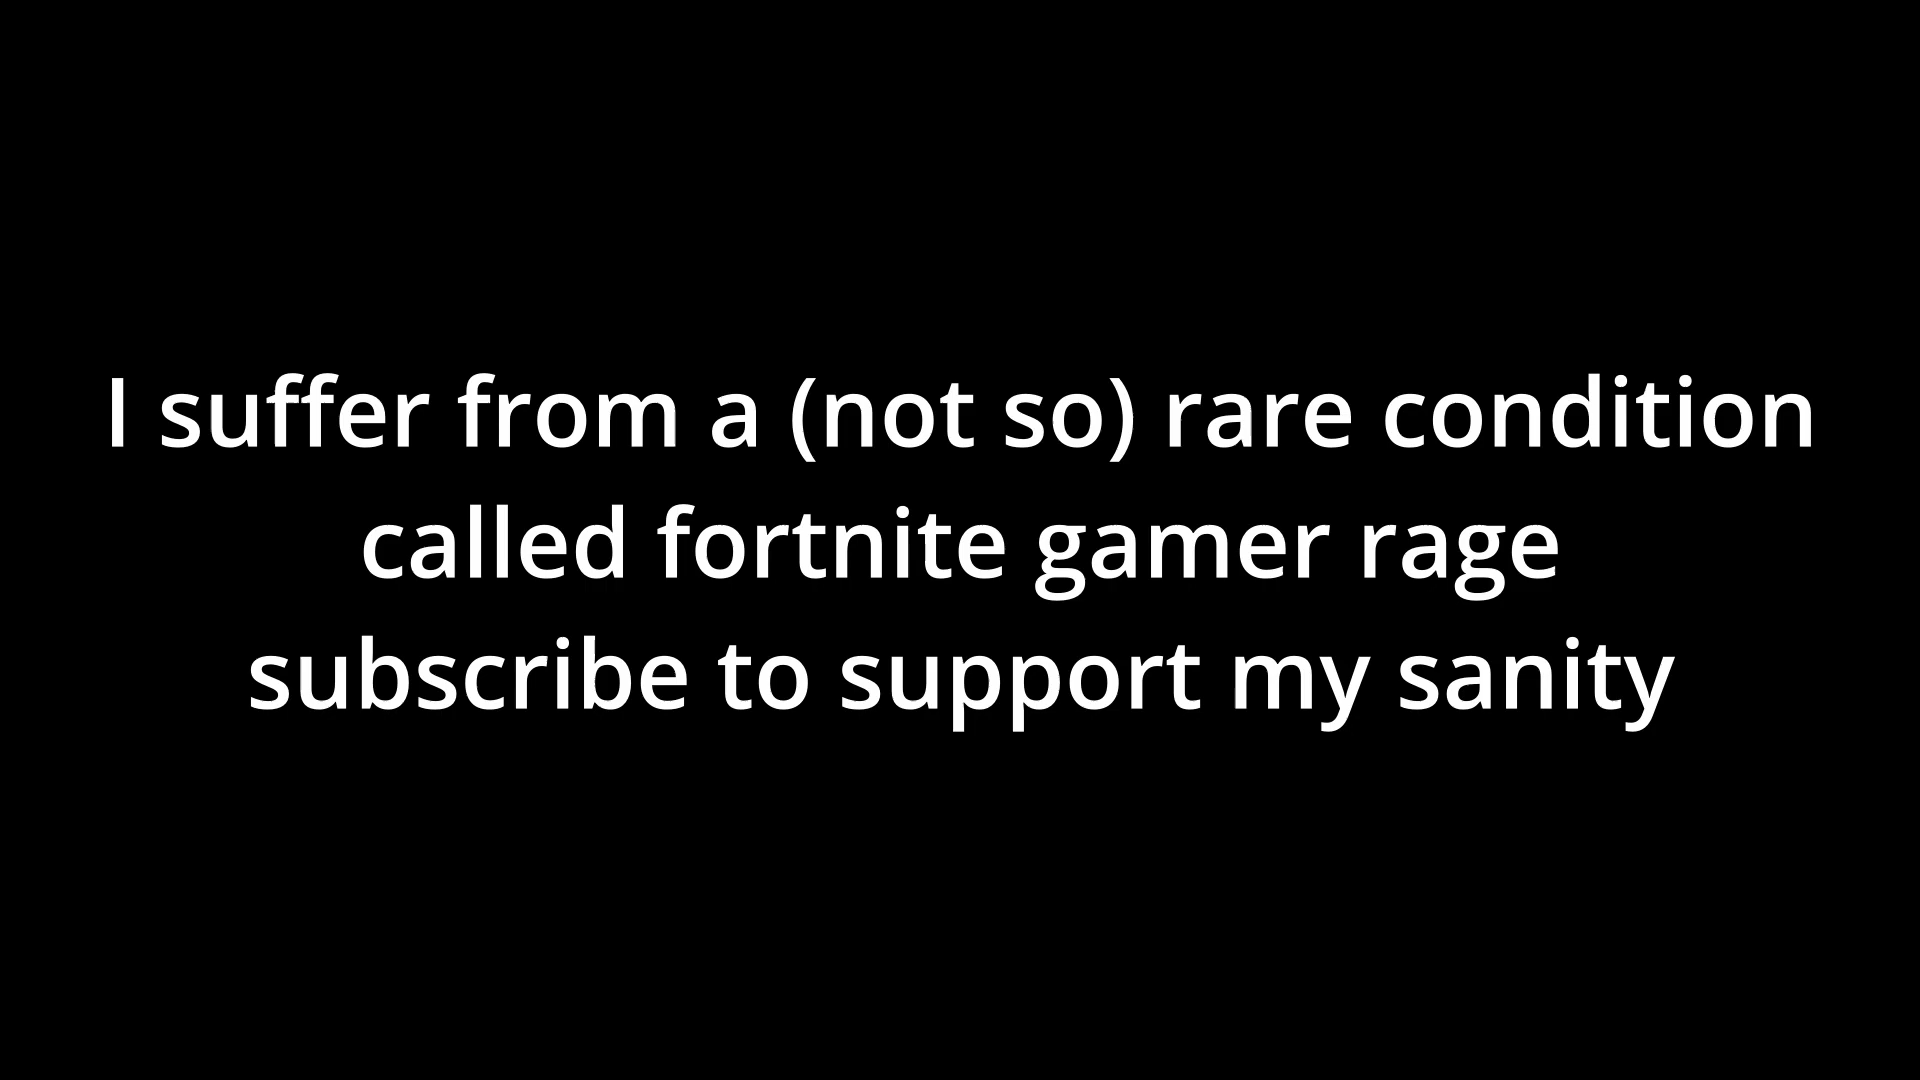 I suffer from a (not so) rare condition
called fortnite gamer rage
subscribe to support my sanity